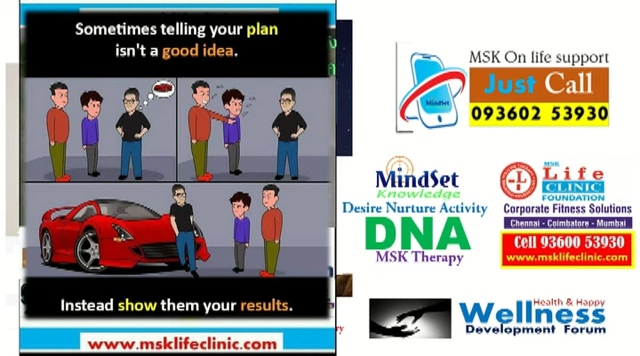 Sometimes telling your plan
isn't a good idea.
Instead show them your results.
www.msklifeclinic.com
MSK On life support
Just Call
093602 53930
MindSet
MindSet
Knowledge
Desire Nurture Activity
DNA
MSK Therapy
MSK
Life
CLINIC
FOUNDATION
Corporate Fitness Solutions
Chennai - Coimbatore - Mumbai
Cell 93600 53930
www.msklifeclinic.com
Health & Happy
Wellness
Development Forum